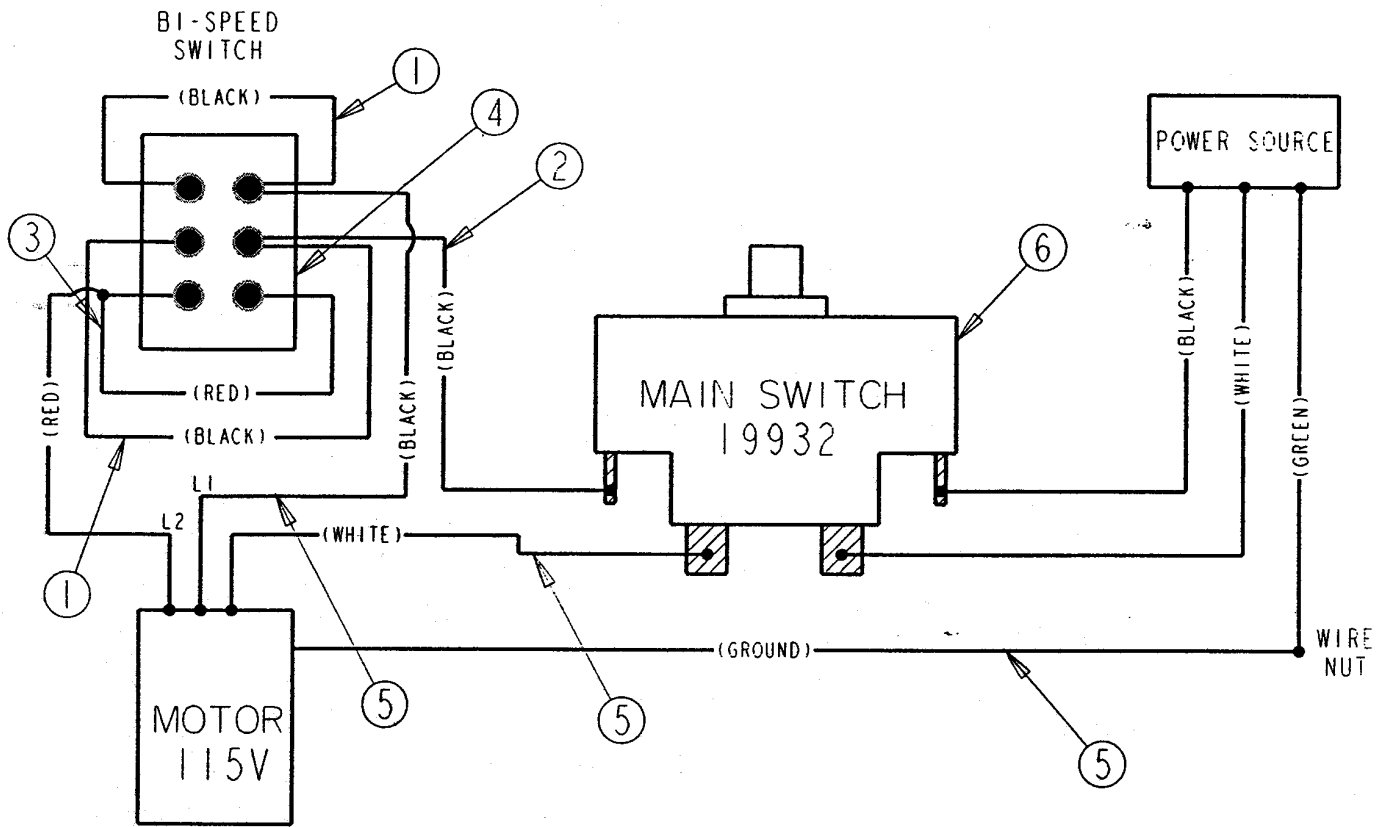 BI-SPEED
SWITCH
(BLACK)
1
4
2
3
POWER SOURCE
6
(BLACK)
(BLACK)
(WHITE)
(RED)
(RED)
(BLACK)
(BLACK)
(GREEN)
MAIN SWITCH
19932
L1
L2
(WHITE)
1
(GROUND)
WIRE
NUT
5
5
5
MOTOR
115V